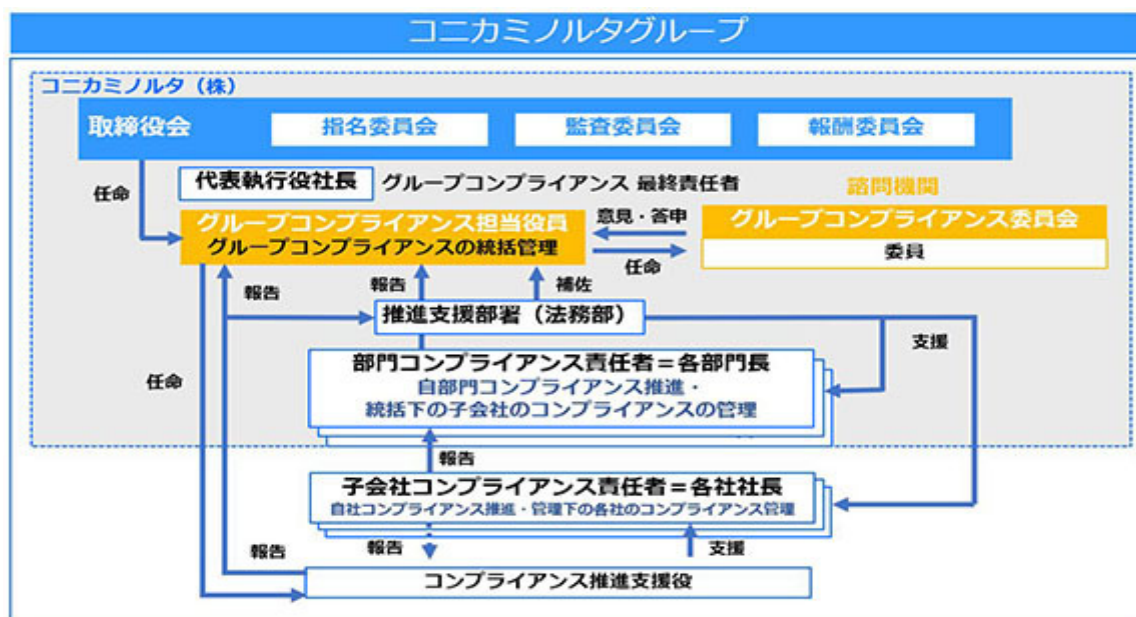 コニカミノルタグループ
コニカミノルタ（株）
取締役会
指名委員会
監査委員会
報酬委員会
任命
代表執行役社長
グループコンプライアンス 最終責任者
諮問機関
グループコンプライアンス担当役員
グループコンプライアンスの統括管理
意見・答申
任命
グループコンプライアンス委員会
委員
報告
報告
補佐
推進支援部署（法務部）
支援
任命
部門コンプライアンス責任者＝各部門長
自部門コンプライアンス推進・
統括下の子会社のコンプライアンスの管理
報告
子会社コンプライアンス責任者＝各社社長
自社コンプライアンス推進・管理下の各社のコンプライアンス管理
報告
報告
支援
コンプライアンス推進支援役